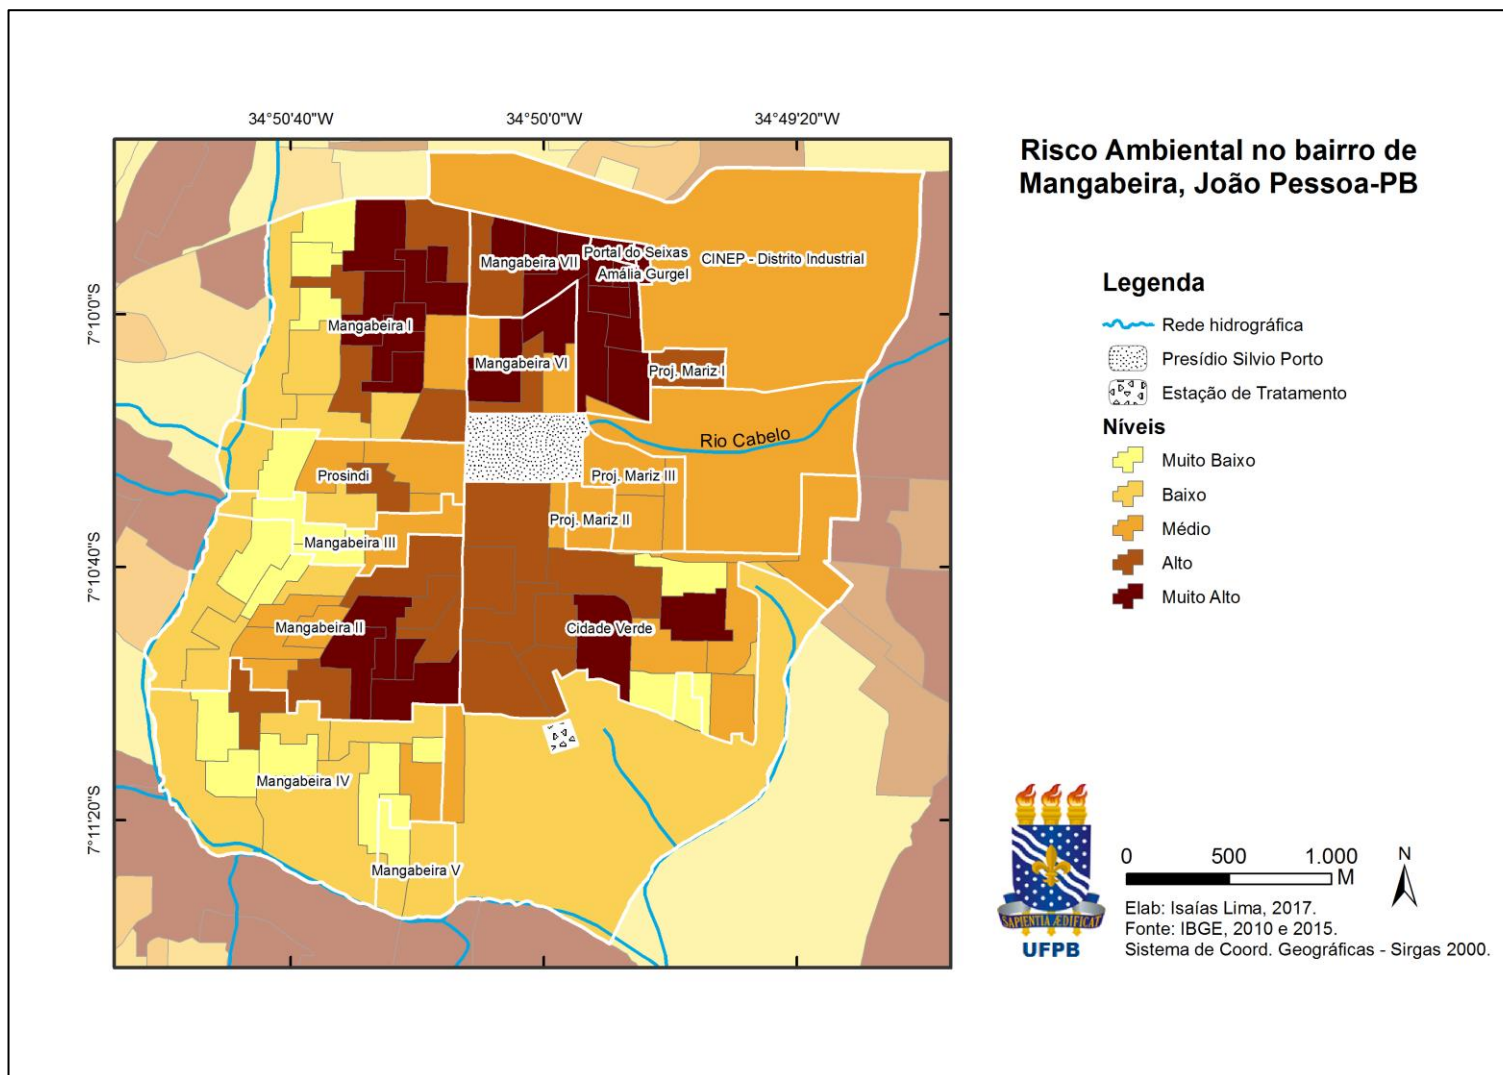 34°50'40"W
34°50'0"W
34°49'20"W
7°10'0"S
7°10'40"S
7°11'20"S
Risco Ambiental no bairro de
Mangabeira, João Pessoa-PB
Legenda
Rede hidrográfica
Presídio Silvio Porto
Estação de Tratamento
Níveis
Muito Baixo
Baixo
Médio
Alto
Muito Alto
Portal do Seixas
Mangabeira VII
CINEP - Distrito Industrial
Amália Gurgel
Mangabeira I
Mangabeira VI
Proj. Mariz I
Rio Cabelo
Prosindi
Proj. Mariz III
Proj. Mariz II
Mangabeira III
Mangabeira II
Cidade Verde
Mangabeira IV
Mangabeira V
SAPIENTIA ÆDIFICAT
UFPB
0 500 1.000
M
N
Elab: Isaías Lima, 2017.
Fonte: IBGE, 2010 e 2015.
Sistema de Coord. Geográficas - Sirgas 2000.